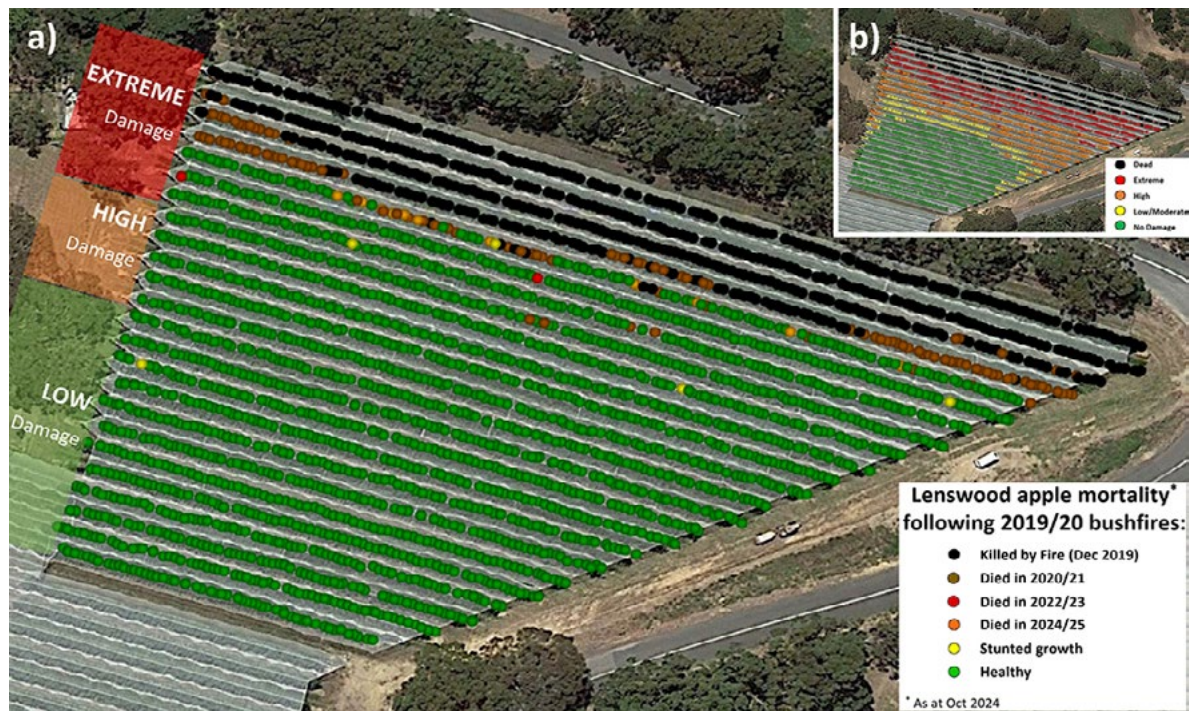 a)
EXTREME
Damage
HIGH
Damage
LOW
Damage
b)
Dead
Extreme
High
Low/Moderate
No Damage
Lenswood apple mortality*
following 2019/20 bushfires:
Killed by Fire (Dec 2019)
Died in 2020/21
Died in 2022/23
Died in 2024/25
Stunted growth
Healthy
* As at Oct 2024